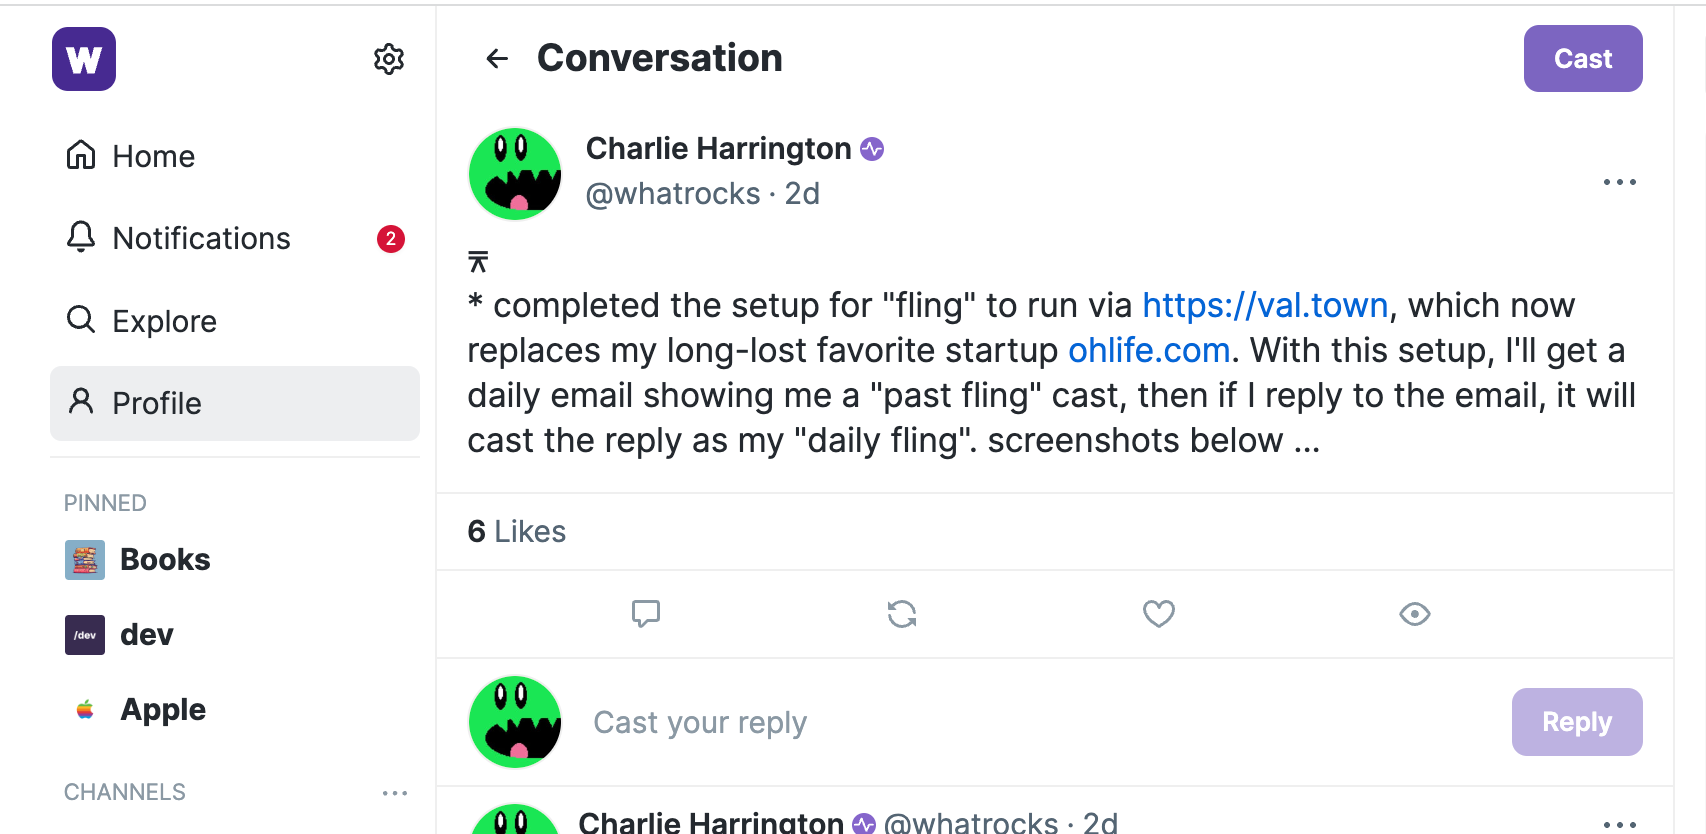 W
Home
Notifications 2
Explore
Profile
PINNED
Books
/dev dev
Apple
CHANNELS
Conversation
Cast
Charlie Harrington
@whatrocks · 2d
⚻
* completed the setup for "fling" to run via https://val.town, which now
replaces my long-lost favorite startup ohlife.com. With this setup, I'll get a
daily email showing me a "past fling" cast, then if I reply to the email, it will
cast the reply as my "daily fling". screenshots below ...
6 Likes
Cast your reply
Reply
Charlie Harrington @whatrocks · 2d